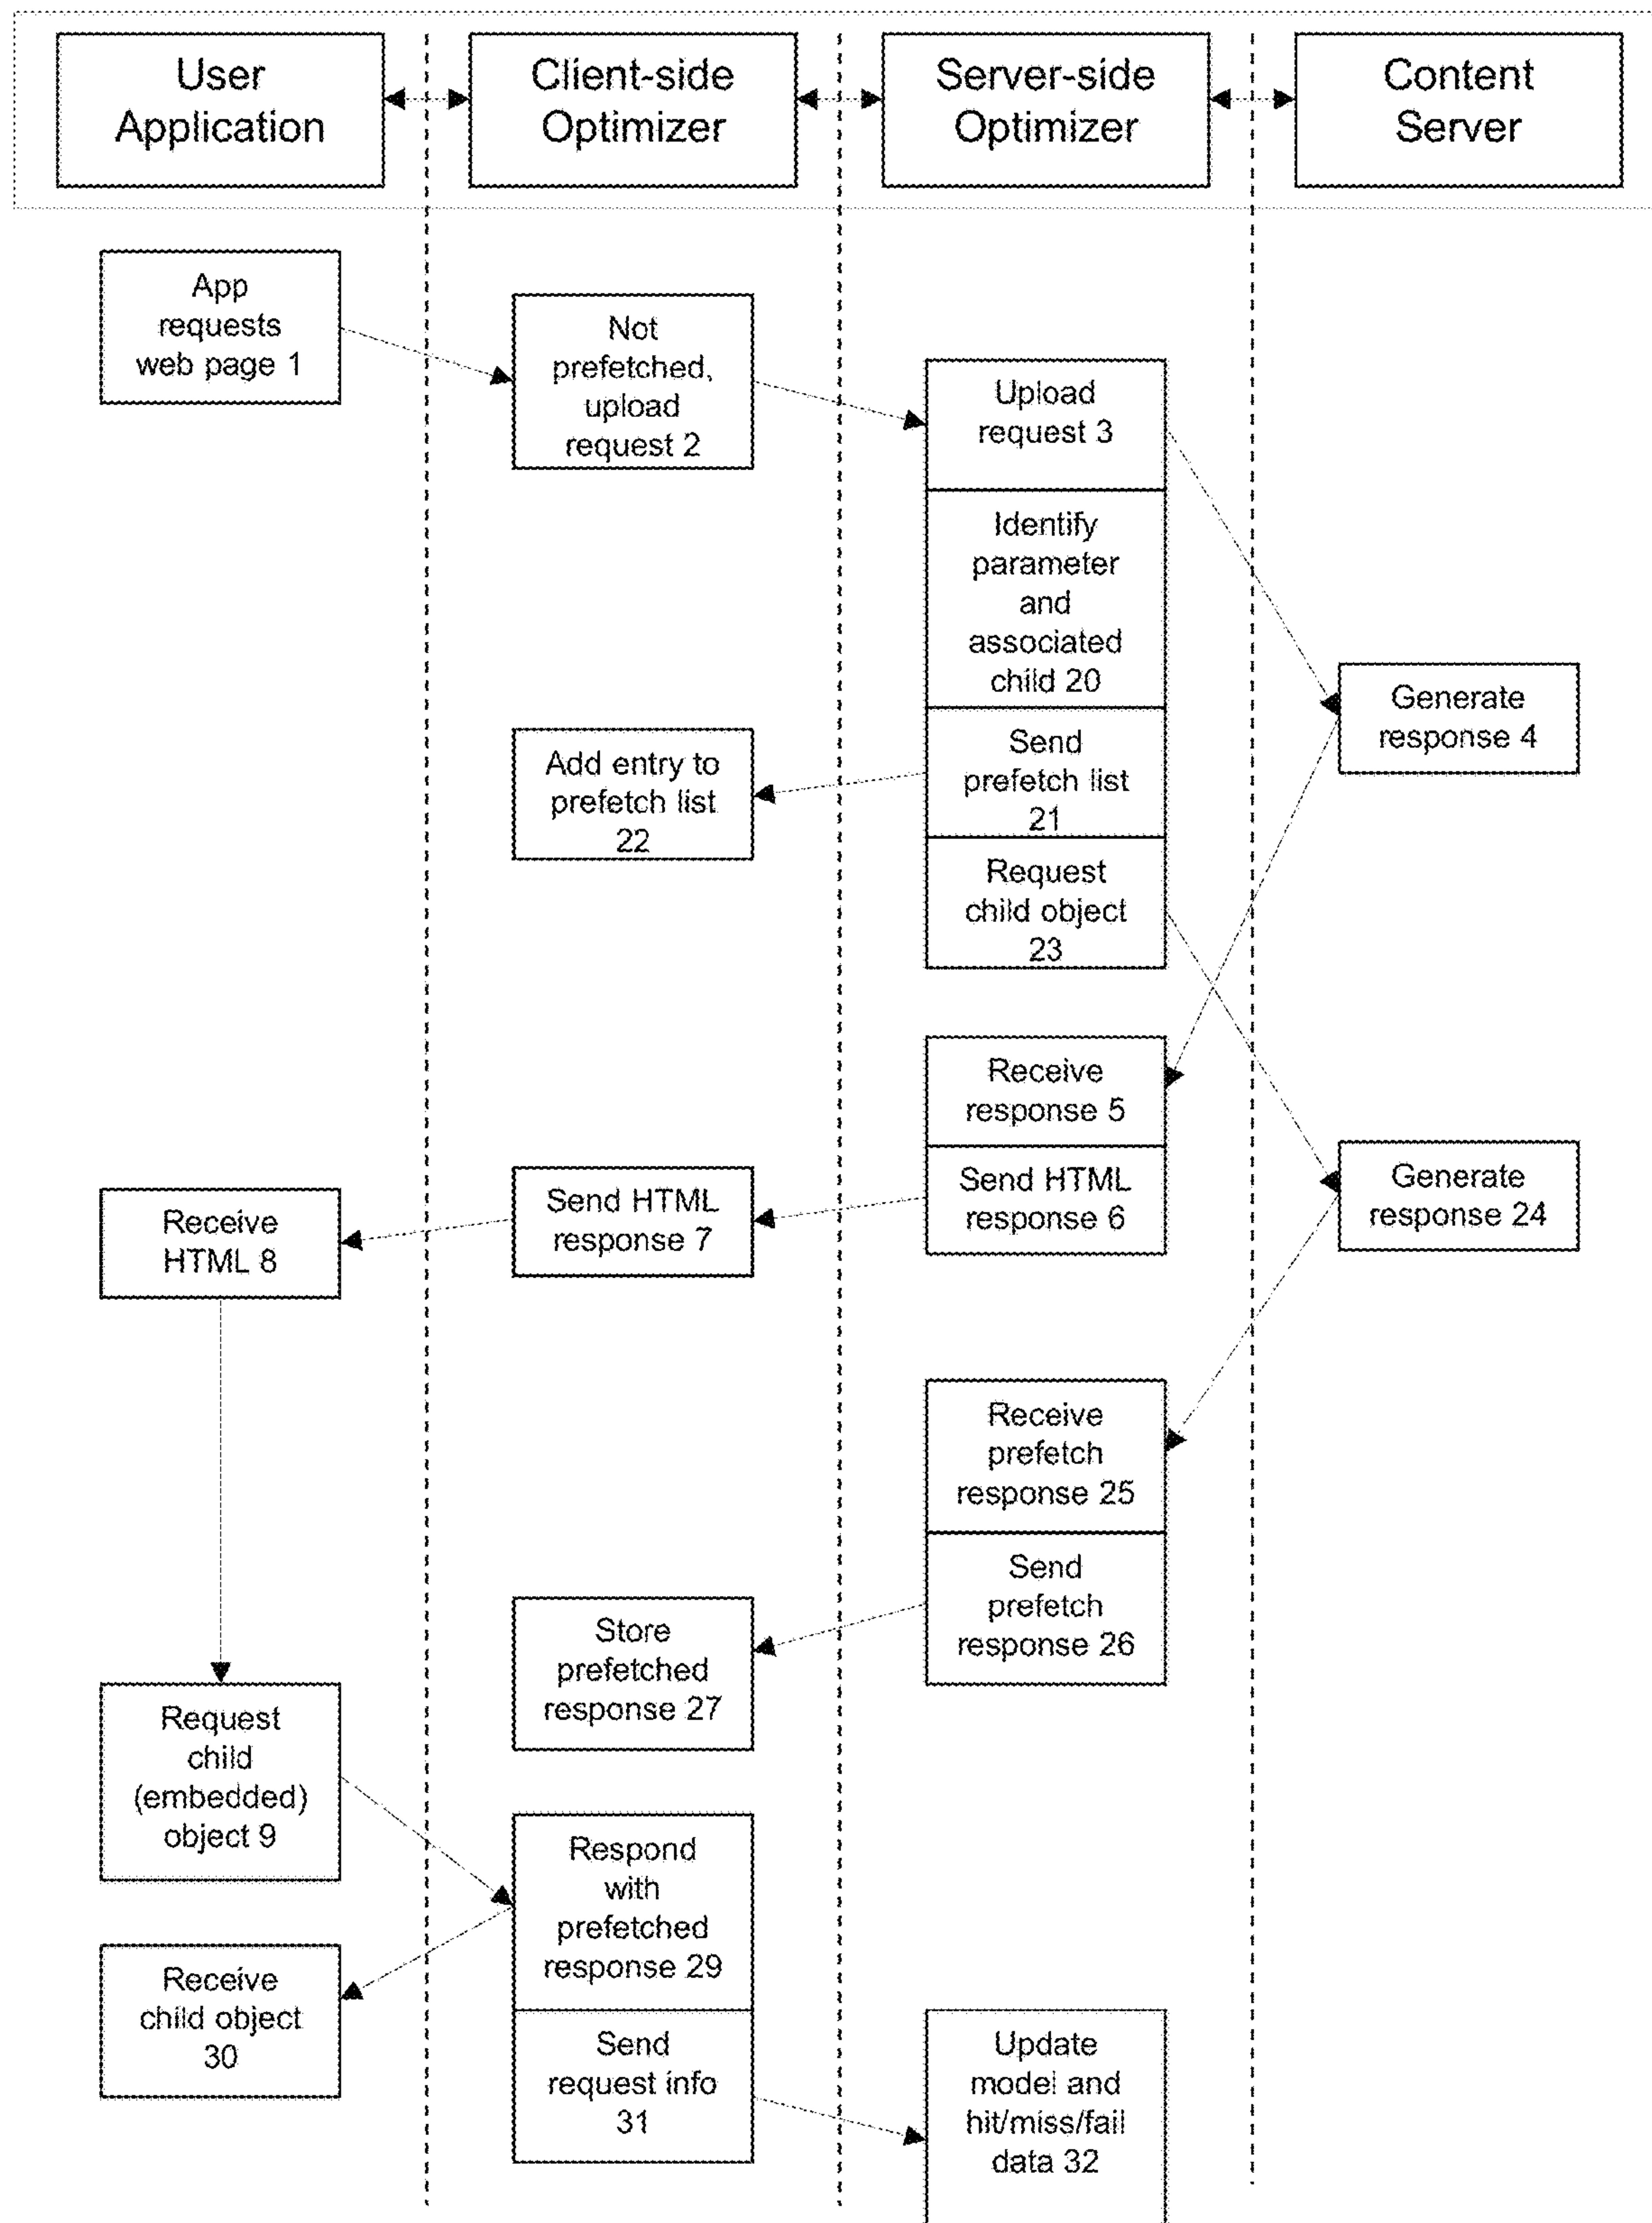 User
Application
Client-side
Optimizer
Server-side
Optimizer
Content
Server
App
requests
web page 1
Not
prefetched,
upload
request 2
Upload
request 3
Identify
parameter
and
associated
child 20
Generate
response 4
Send
prefetch list
21
Add entry to
prefetch list
22
Request
child object
23
Receive
response 5
Send HTML
response 6
Generate
response 24
Send HTML
response 7
Receive
HTML 8
Receive
prefetch
response 25
Send
prefetch
response 26
Store
prefetched
response 27
Request
child
(embedded)
object 9
Respond
with
prefetched
response 29
Receive
child object
30
Send
request info
31
Update
model and
hit/miss/fail
data 32